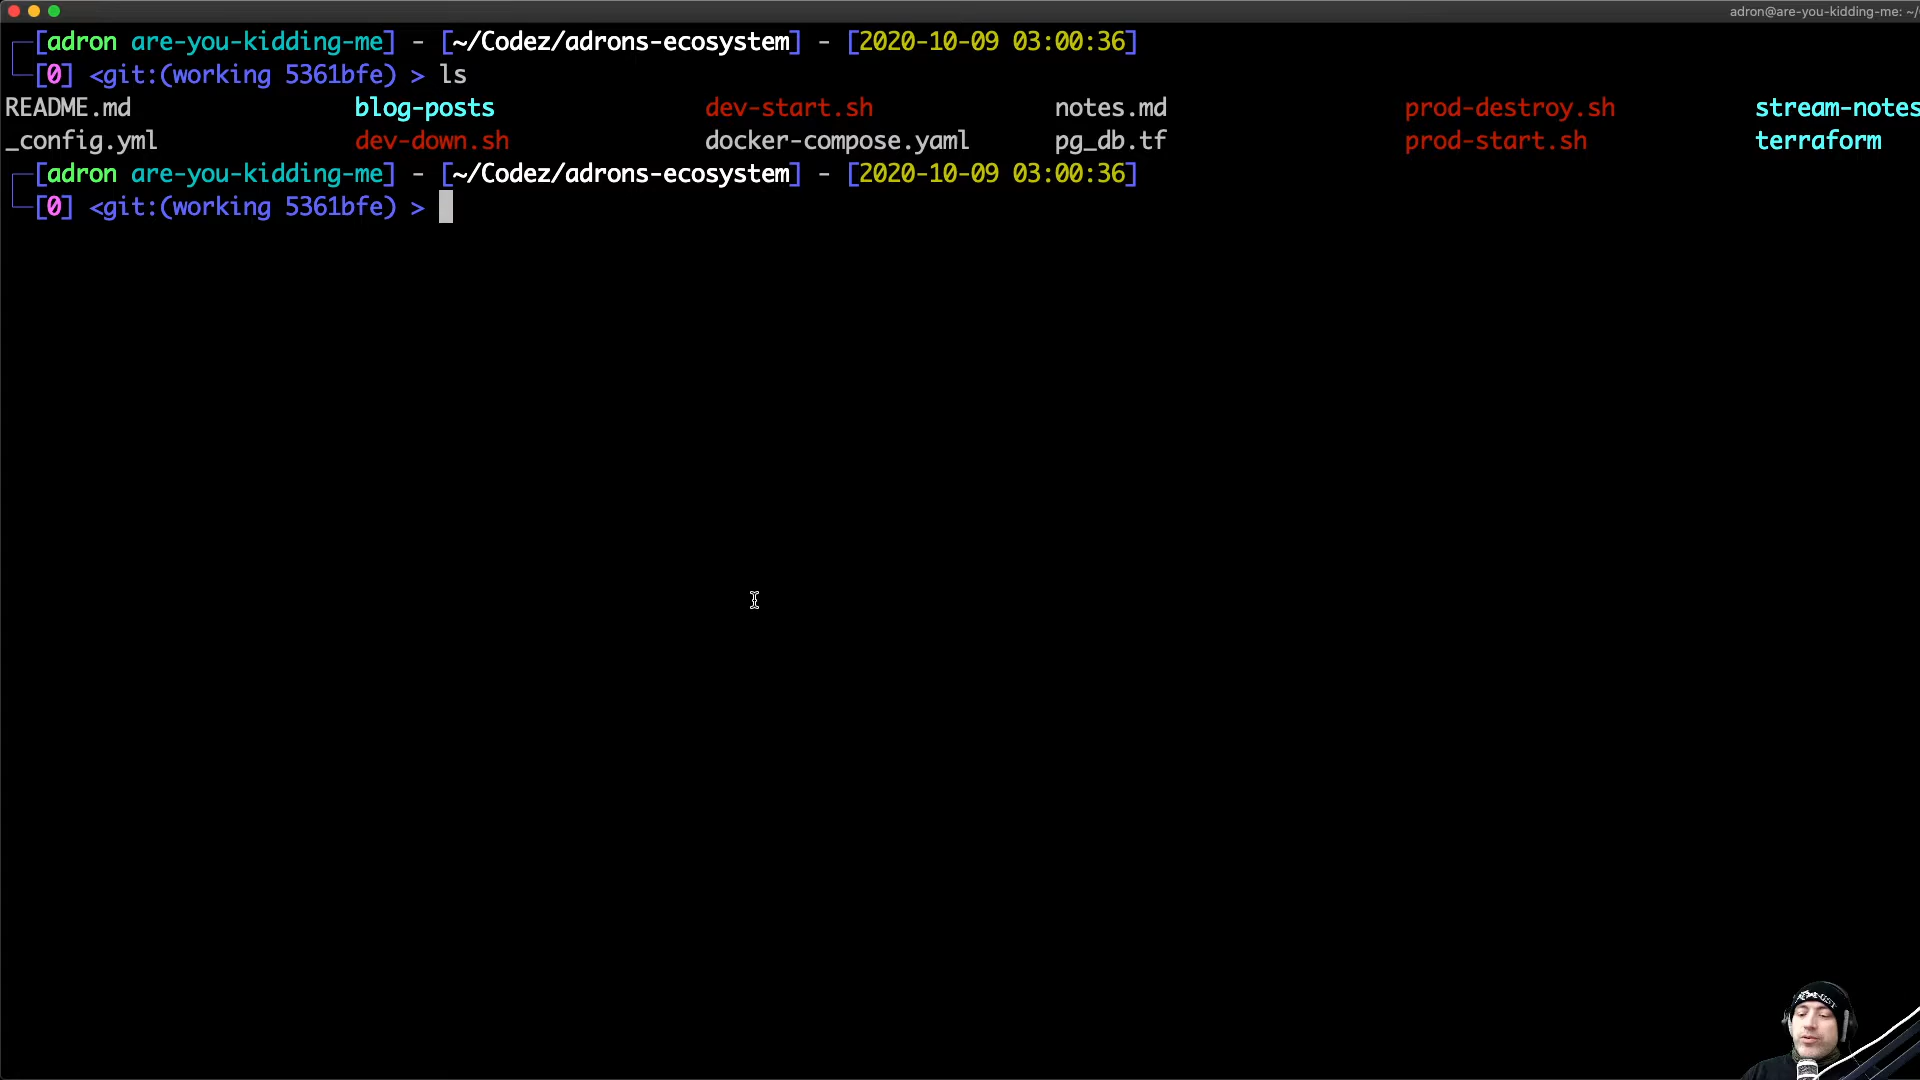 adron@are-you-kidding-me: ~/
[adron are-you-kidding-me] - [~/Codez/adrons-ecosystem] - [2020-10-09 03:00:36]
[0] <git:(working 5361bfe) > ls
README.md blog-posts dev-start.sh notes.md prod-destroy.sh stream-notes
_config.yml dev-down.sh docker-compose.yaml pg_db.tf prod-start.sh terraform
[adron are-you-kidding-me] - [~/Codez/adrons-ecosystem] - [2020-10-09 03:00:36]
[0] <git:(working 5361bfe) >